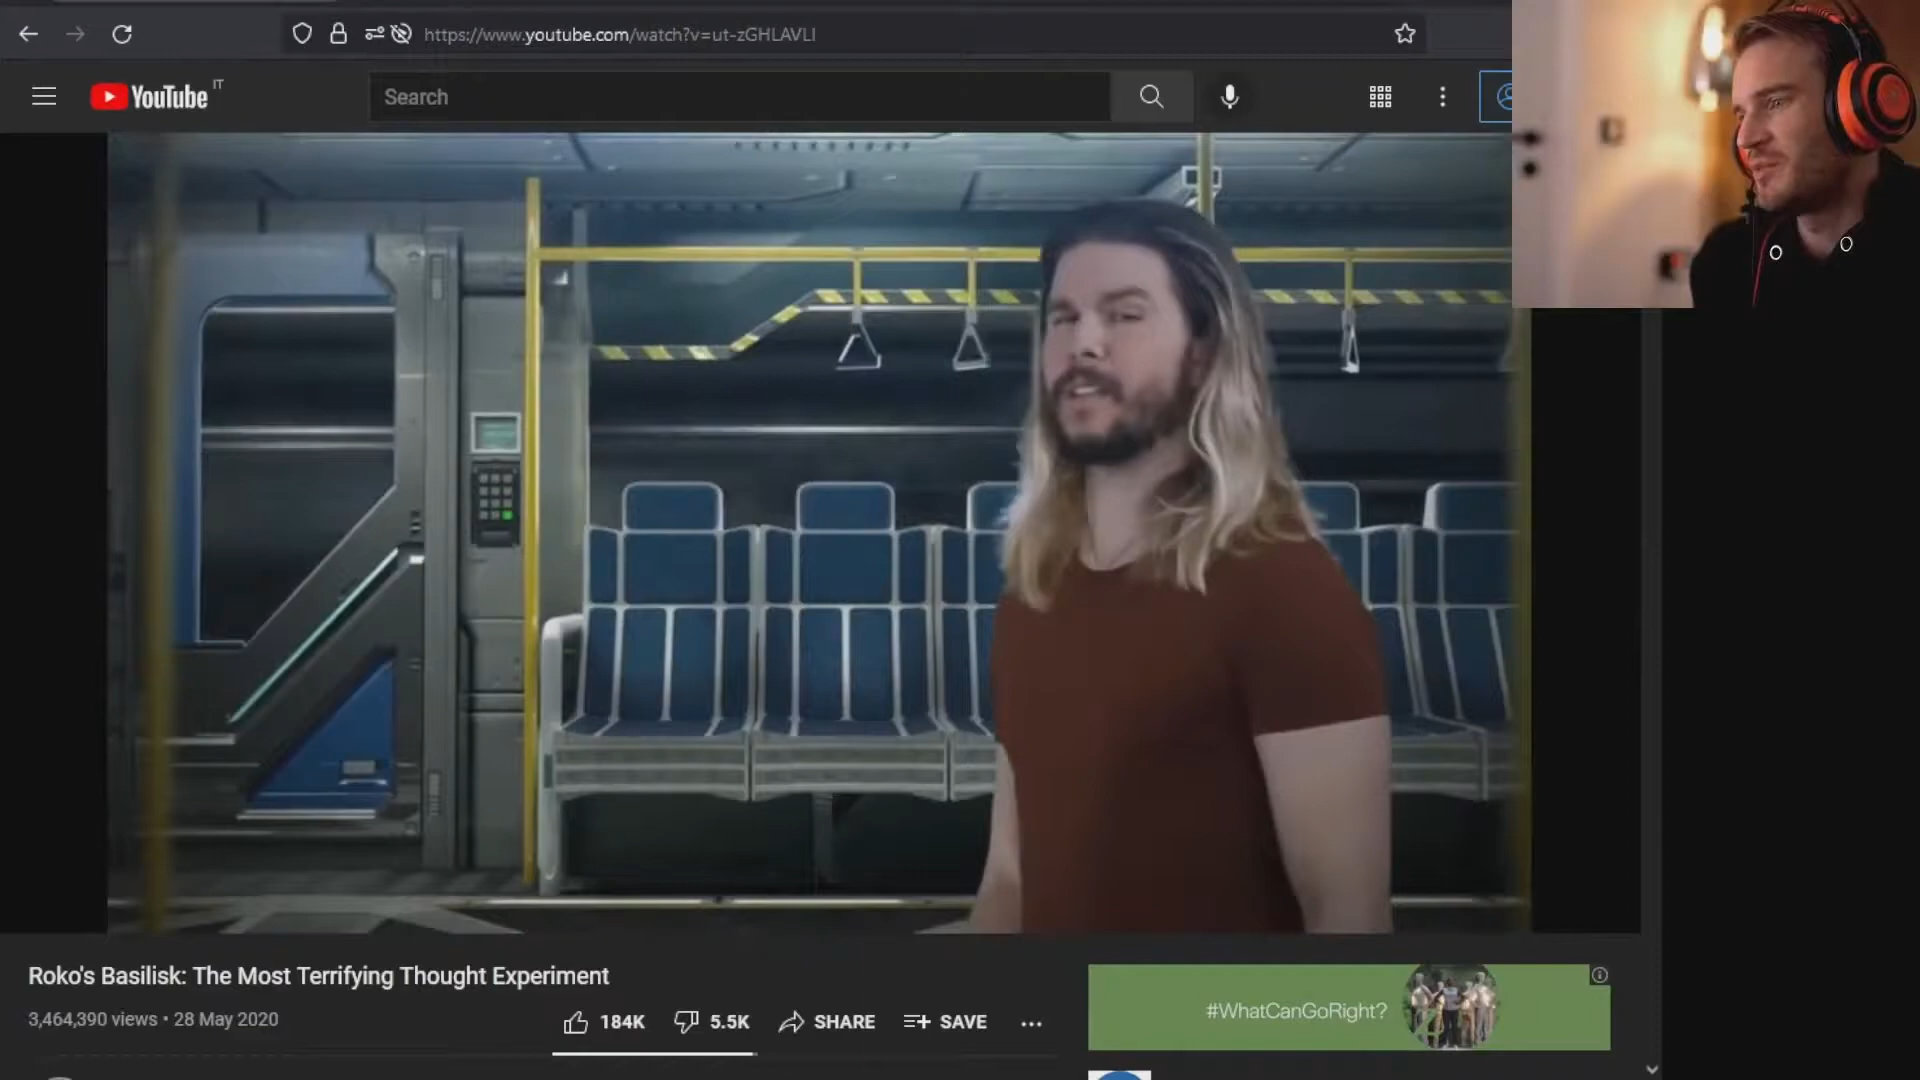 https://www.youtube.com/watch?v=ut-zGHLAVLI
YouTube IT
Search
Roko's Basilisk: The Most Terrifying Thought Experiment
3,464,390 views • 28 May 2020
184K
5.5K
SHARE
SAVE
#WhatCanGoRight?